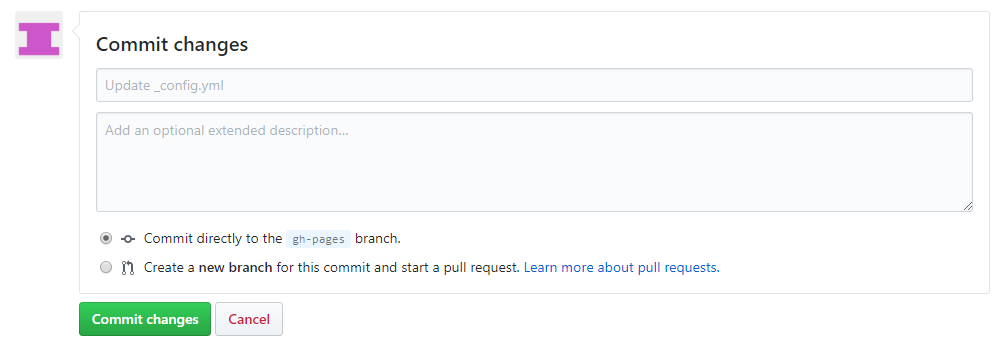 Commit changes
Update _config.yml
Add an optional extended description...
Commit directly to the gh-pages branch.
Create a new branch for this commit and start a pull request. Learn more about pull requests.
Commit changes
Cancel